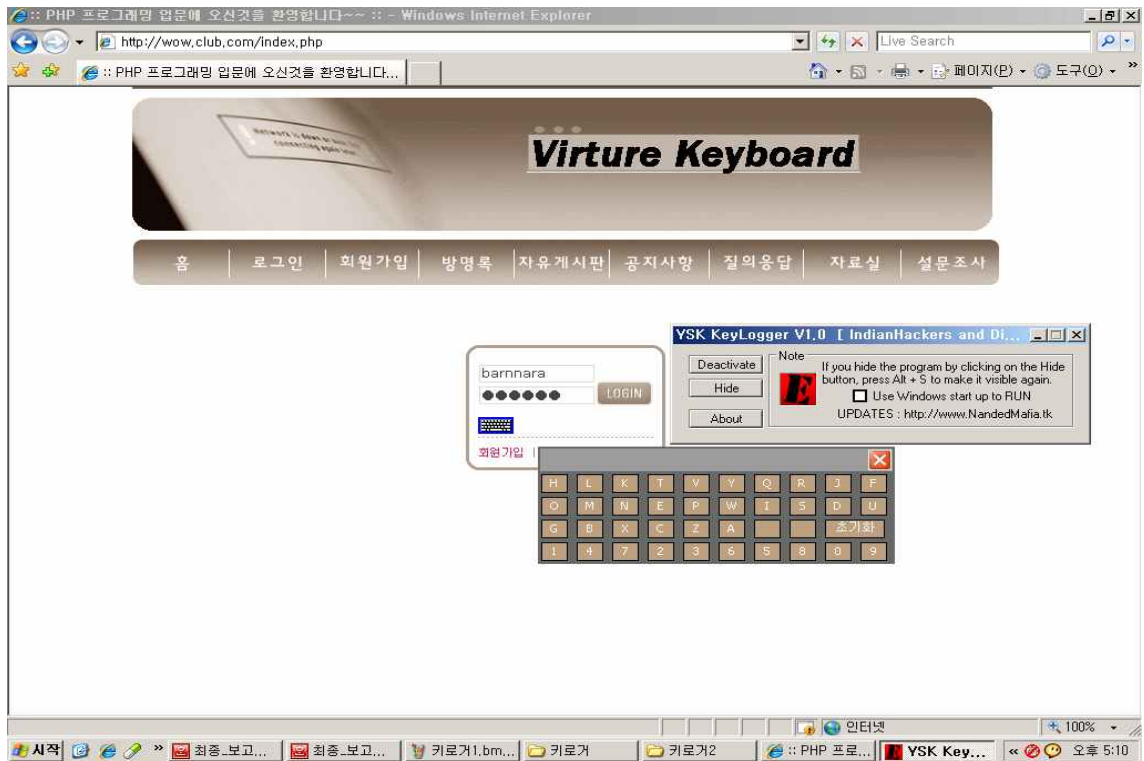 :: PHP 프로그래밍 입문에 오신것을 환영합니다~~ :: - Windows Internet Explorer
http://wow.club.com/index.php
Live Search
:: PHP 프로그래밍 입문에 오신것을 환영합니다...
페이지(P)
도구(O)
»
Virture Keyboard
홈 로그인 회원가입 방명록 자유게시판 공지사항 질의응답 자료실 설문조사
YSK KeyLogger V1.0 [ IndianHackers and Di...
Deactivate
Hide
About
Note
If you hide the program by clicking on the Hide
button, press Alt + S to make it visible again.
Use Windows start up to RUN
UPDATES : http://www.NandedMafia.tk
barnnara
●●●●●●
LOGIN
회원가입 |
H L K T V Y Q R J F
O M N E P W I S D U
G B X C Z A 초기화
1 4 7 2 3 6 5 8 0 9
인터넷
100%
시작 » 최종_보고... 최종_보고... 키로거1.bm... 키로거 키로거2 :: PHP 프로... YSK Key... « 오후 5:10